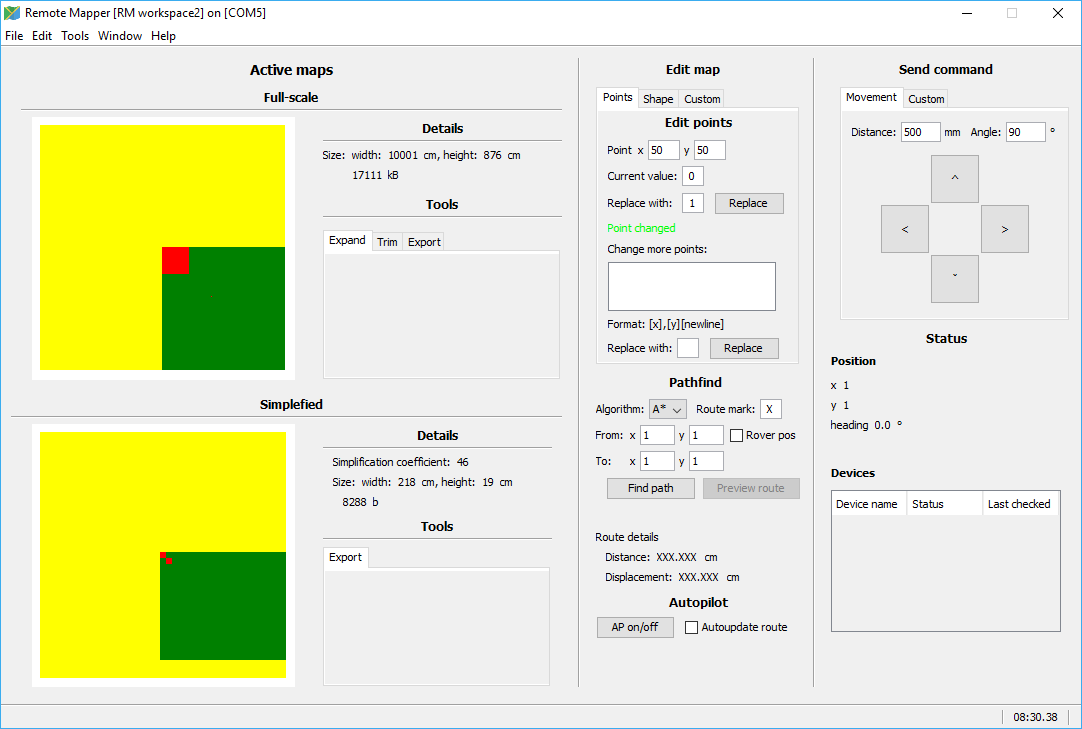 Remote Mapper [RM workspace2] on [COM5]
File Edit Tools Window Help
Active maps
Full-scale
Details
Size: width: 10001 cm, height: 876 cm
17111 kB
Tools
Expand Trim Export
Simplefied
Details
Simplification coefficient: 46
Size: width: 218 cm, height: 19 cm
8288 b
Tools
Export
Edit map
Points Shape Custom
Edit points
Point x 50 y 50
Current value: 0
Replace with: 1 Replace
Point changed
Change more points:
Format: [x],[y][newline]
Replace with: Replace
Pathfind
Algorithm: A* Route mark: X
From: x 1 y 1 Rover pos
To: x 1 y 1
Find path Preview route
Route details
Distance: XXX.XXX cm
Displacement: XXX.XXX cm
Autopilot
AP on/off Autoupdate route
Send command
Movement Custom
Distance: 500 mm Angle: 90 °
^
< >
ˇ
Status
Position
x 1
y 1
heading 0.0 °
Devices
Device name Status Last checked
08:30.38